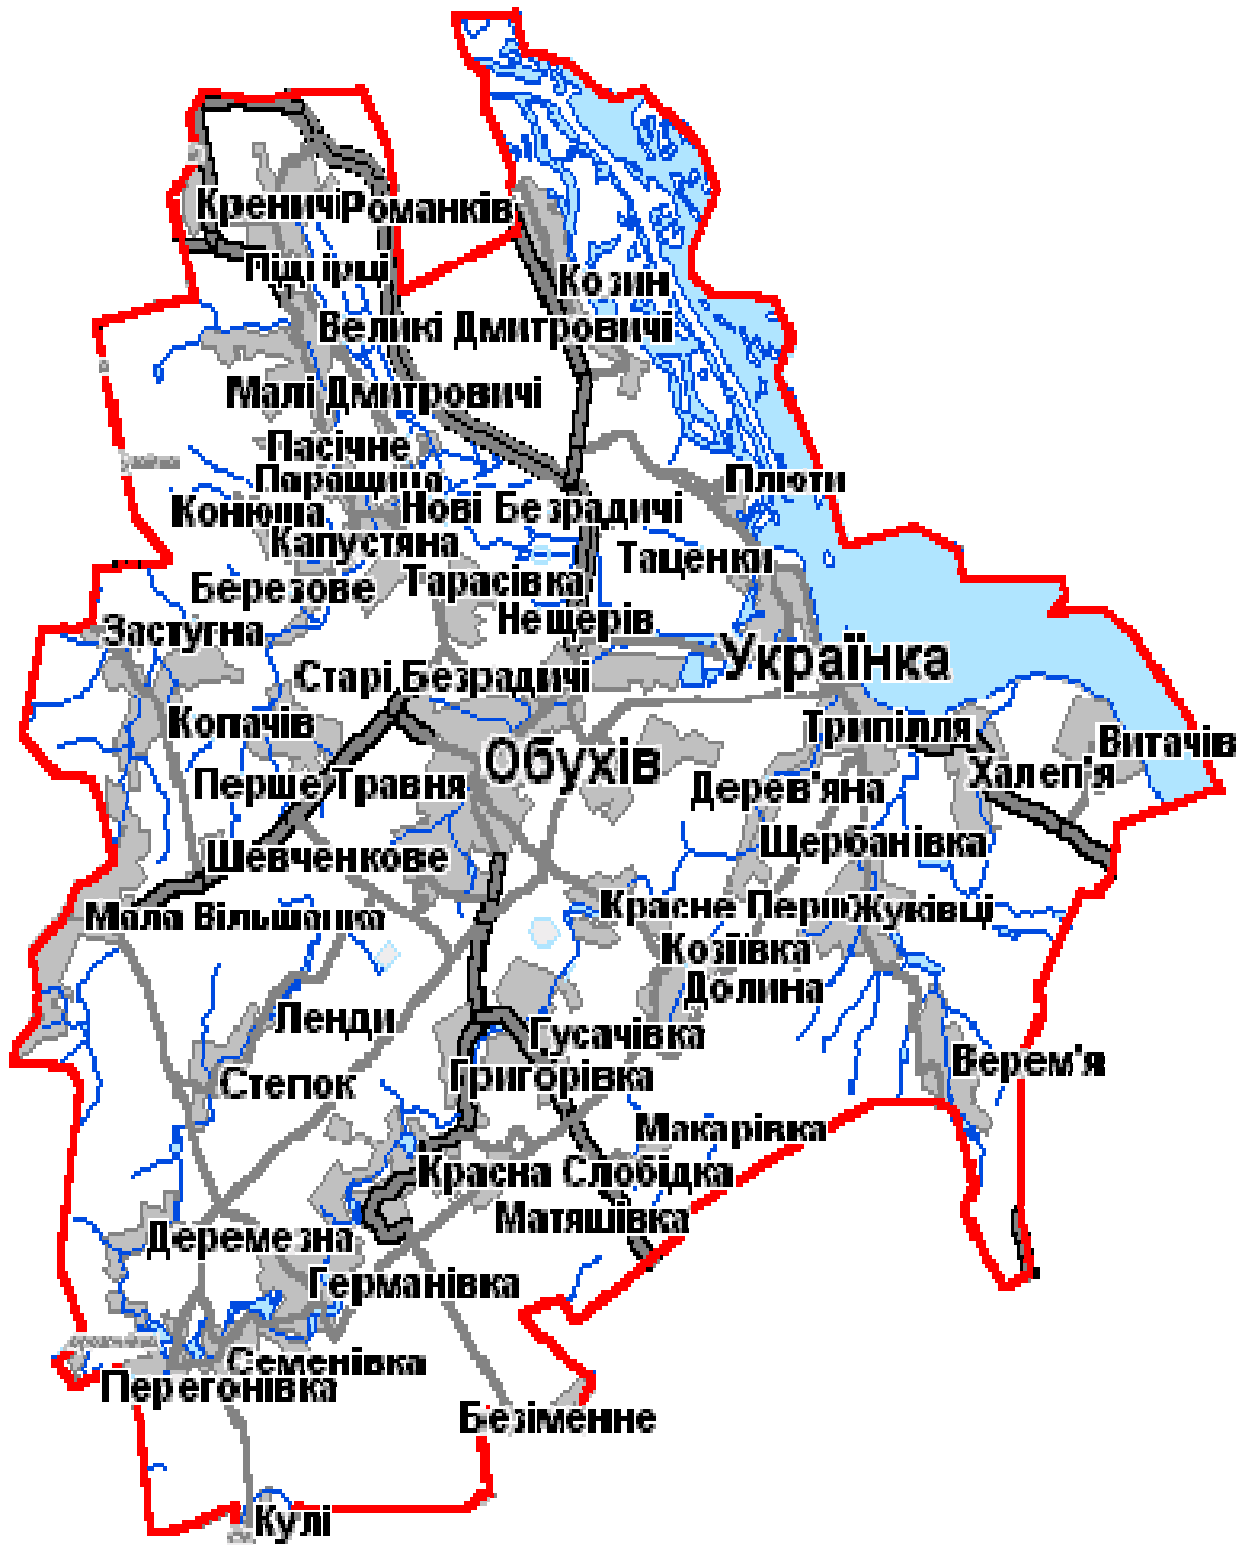 Креничі
Романків
Підгірці
Козин
Великі Дмитровичі
Малі Дмитровичі
Пасічне
Паращина
Плюти
Конюша
Нові Безрадичі
Капустяна
Таценки
Березове
Тарасівка
Нещерів
Застугна
Українка
Старі Безрадичі
Копачів
Трипілля
Витачів
Обухів
Халеп'я
Перше Травня
Дерев'яна
Щербанівка
Шевченкове
Мала Вільшанка
Красне Перше
Жуківці
Козіївка
Долина
Ленди
Гусачівка
Верем'я
Степок
Григорівка
Макарівка
Красна Слобідка
Матяшівка
Деремезна
Германівка
Семенівка
Перегонівка
Безіменне
Кулі